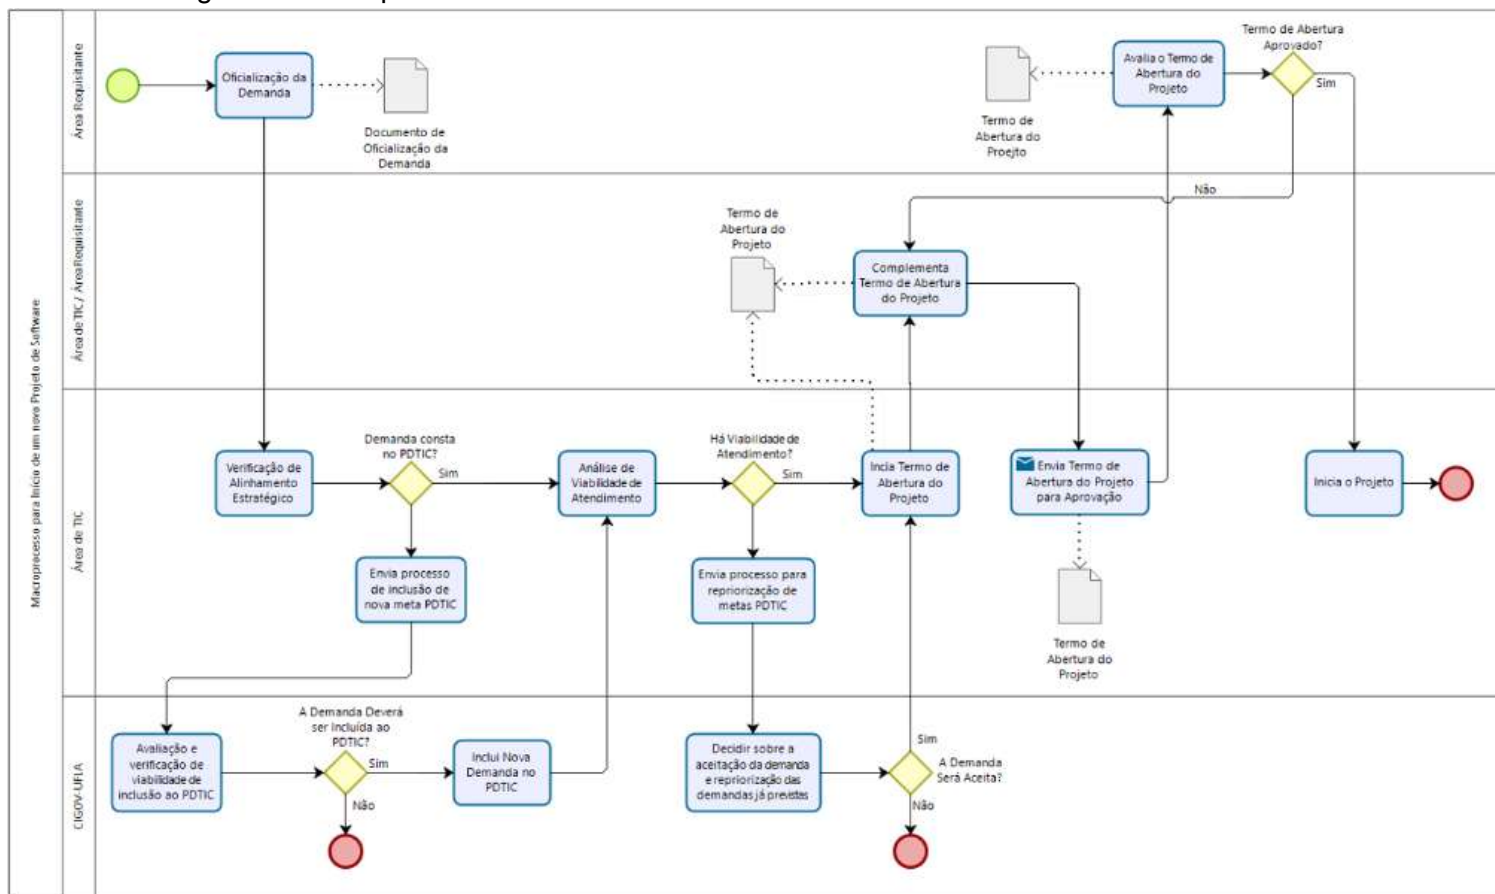 Macroprocesso para Início de um novo Projeto de Software
Área Requisitante
Oficialização da
Demanda
Documento de
Oficialização da
Demanda
Termo de
Abertura do
Proejto
Avalia o Termo de
Abertura do
Projeto
Termo de Abertura
Aprovado?
Sim
Não
Área de TIC / Área Requisitante
Termo de
Abertura do
Projeto
Complementa
Termo de Abertura
do Projeto
Área de TIC
Verificação de
Alinhamento
Estratégico
Demanda consta
no PDTIC?
Sim
Envia processo
de inclusão de
nova meta PDTIC
Análise de
Viabilidade de
Atendimento
Há Viabilidade de
Atendimento?
Sim
Envia processo para
repriorização de
metas PDTIC
Incia Termo de
Abertura do
Projeto
Envia Termo de
Abertura do Projeto
para Aprovação
Termo de
Abertura do
Projeto
Inicia o Projeto
CIGOV-UFLA
Avaliação e
verificação de
viabilidade de
inclusão ao PDTIC
A Demanda Deverá
ser Incluída ao
PDTIC?
Sim
Não
Inclui Nova
Demanda no
PDTIC
Decidir sobre a
aceitação da demanda
e repriorização das
demandas já previstas
Sim
A Demanda
Será Aceita?
Não